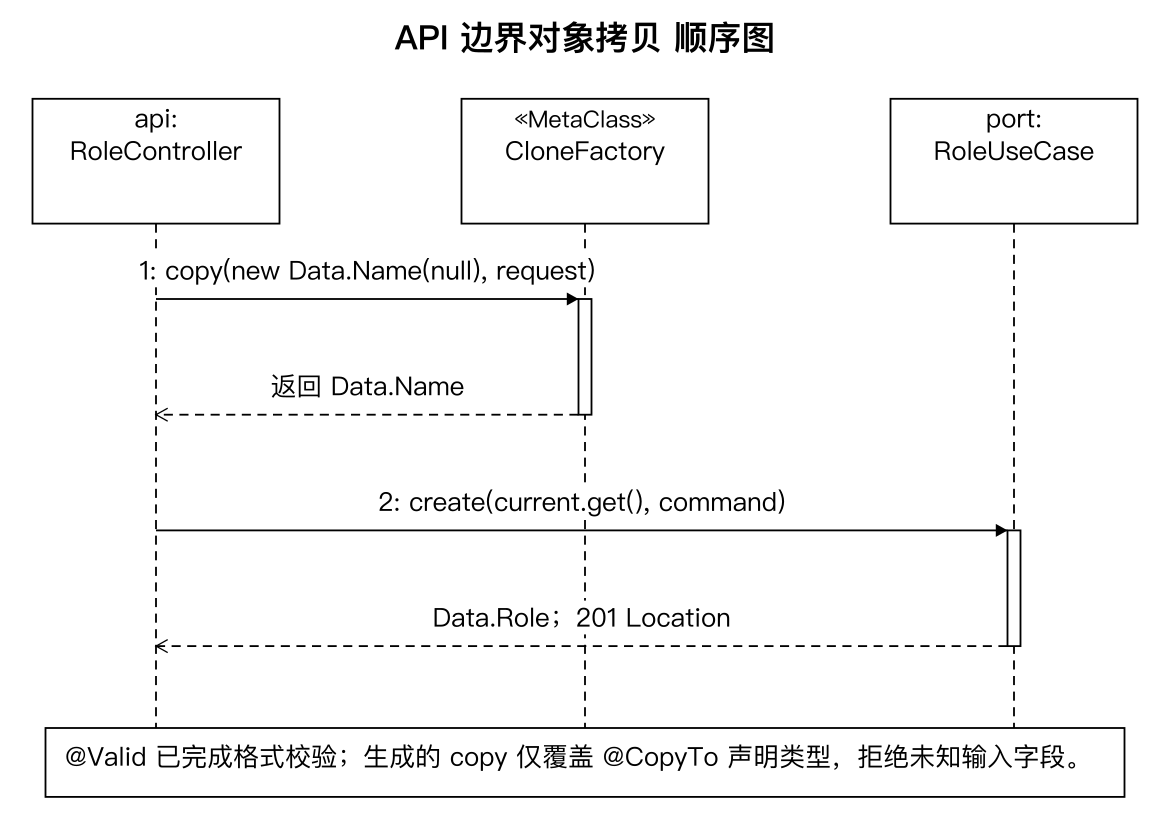 API 边界对象拷贝 顺序图
api:
RoleController
«MetaClass»
CloneFactory
port:
RoleUseCase
1: copy(new Data.Name(null), request)
返回 Data.Name
2: create(current.get(), command)
Data.Role；201 Location
@Valid 已完成格式校验；生成的 copy 仅覆盖 @CopyTo 声明类型，拒绝未知输入字段。